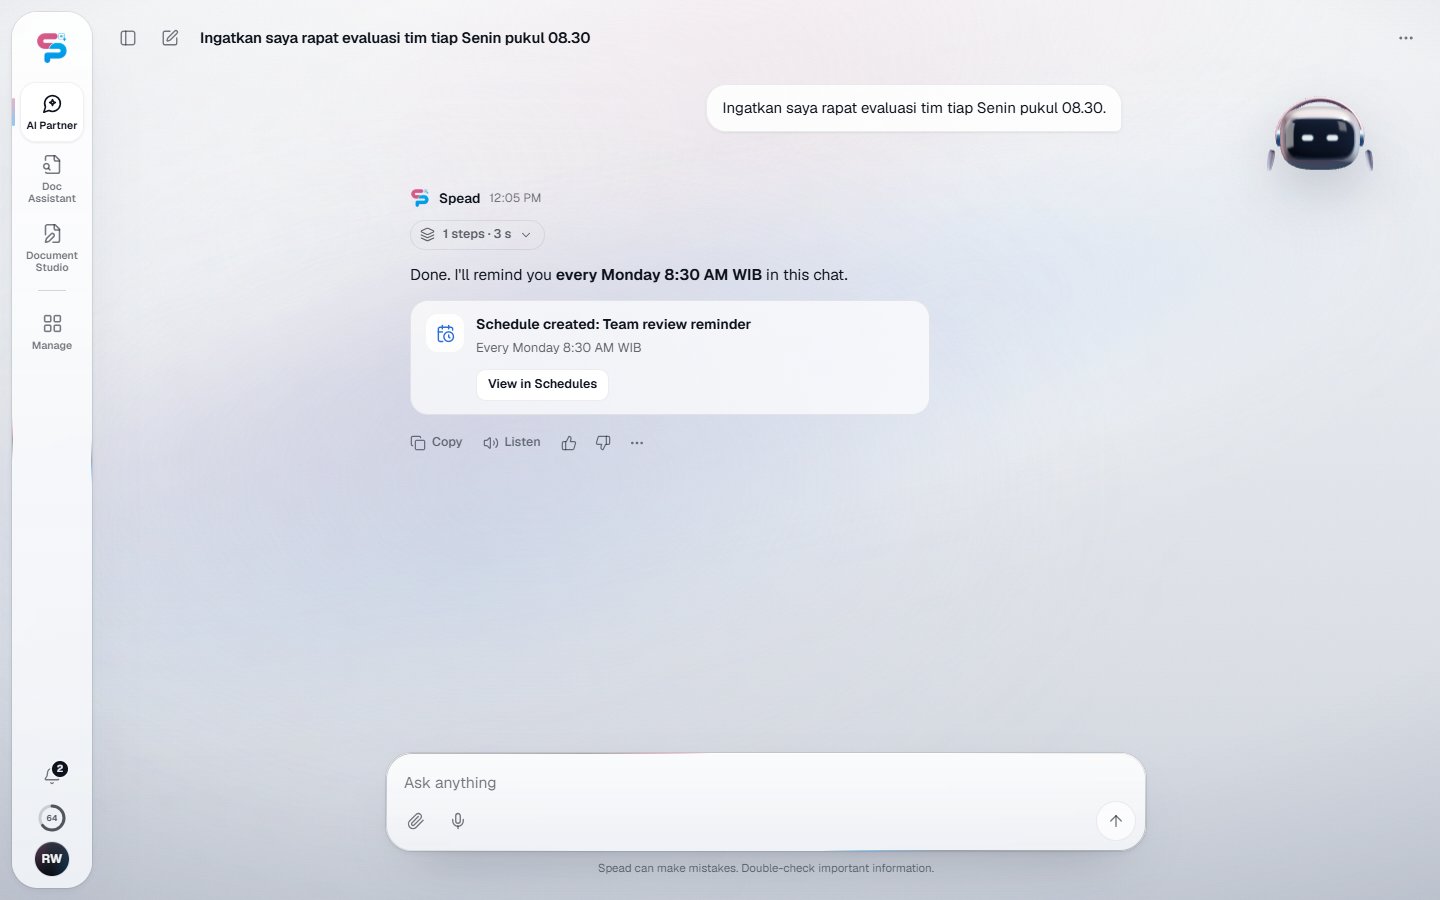 Ingatkan saya rapat evaluasi tim tiap Senin pukul 08.30
Ingatkan saya rapat evaluasi tim tiap Senin pukul 08.30.
AI Partner
Doc
Assistant
Document
Studio
Manage
2
64
RW
Spead 12:05 PM
1 steps · 3 s
Done. I'll remind you every Monday 8:30 AM WIB in this chat.
Schedule created: Team review reminder
Every Monday 8:30 AM WIB
View in Schedules
Copy Listen
Ask anything
Spead can make mistakes. Double-check important information.